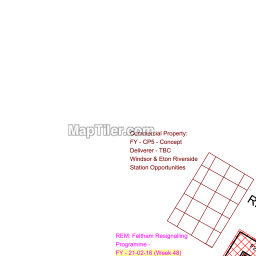 MapTiler.com
Commercial Property:
FY - CP5 - Concept
Deliverer - TBC
Windsor & Eton Riverside
Station Opportunities
REM: Feltham Resignalling
Programme -
FY - 21-02-16 (Week 48)